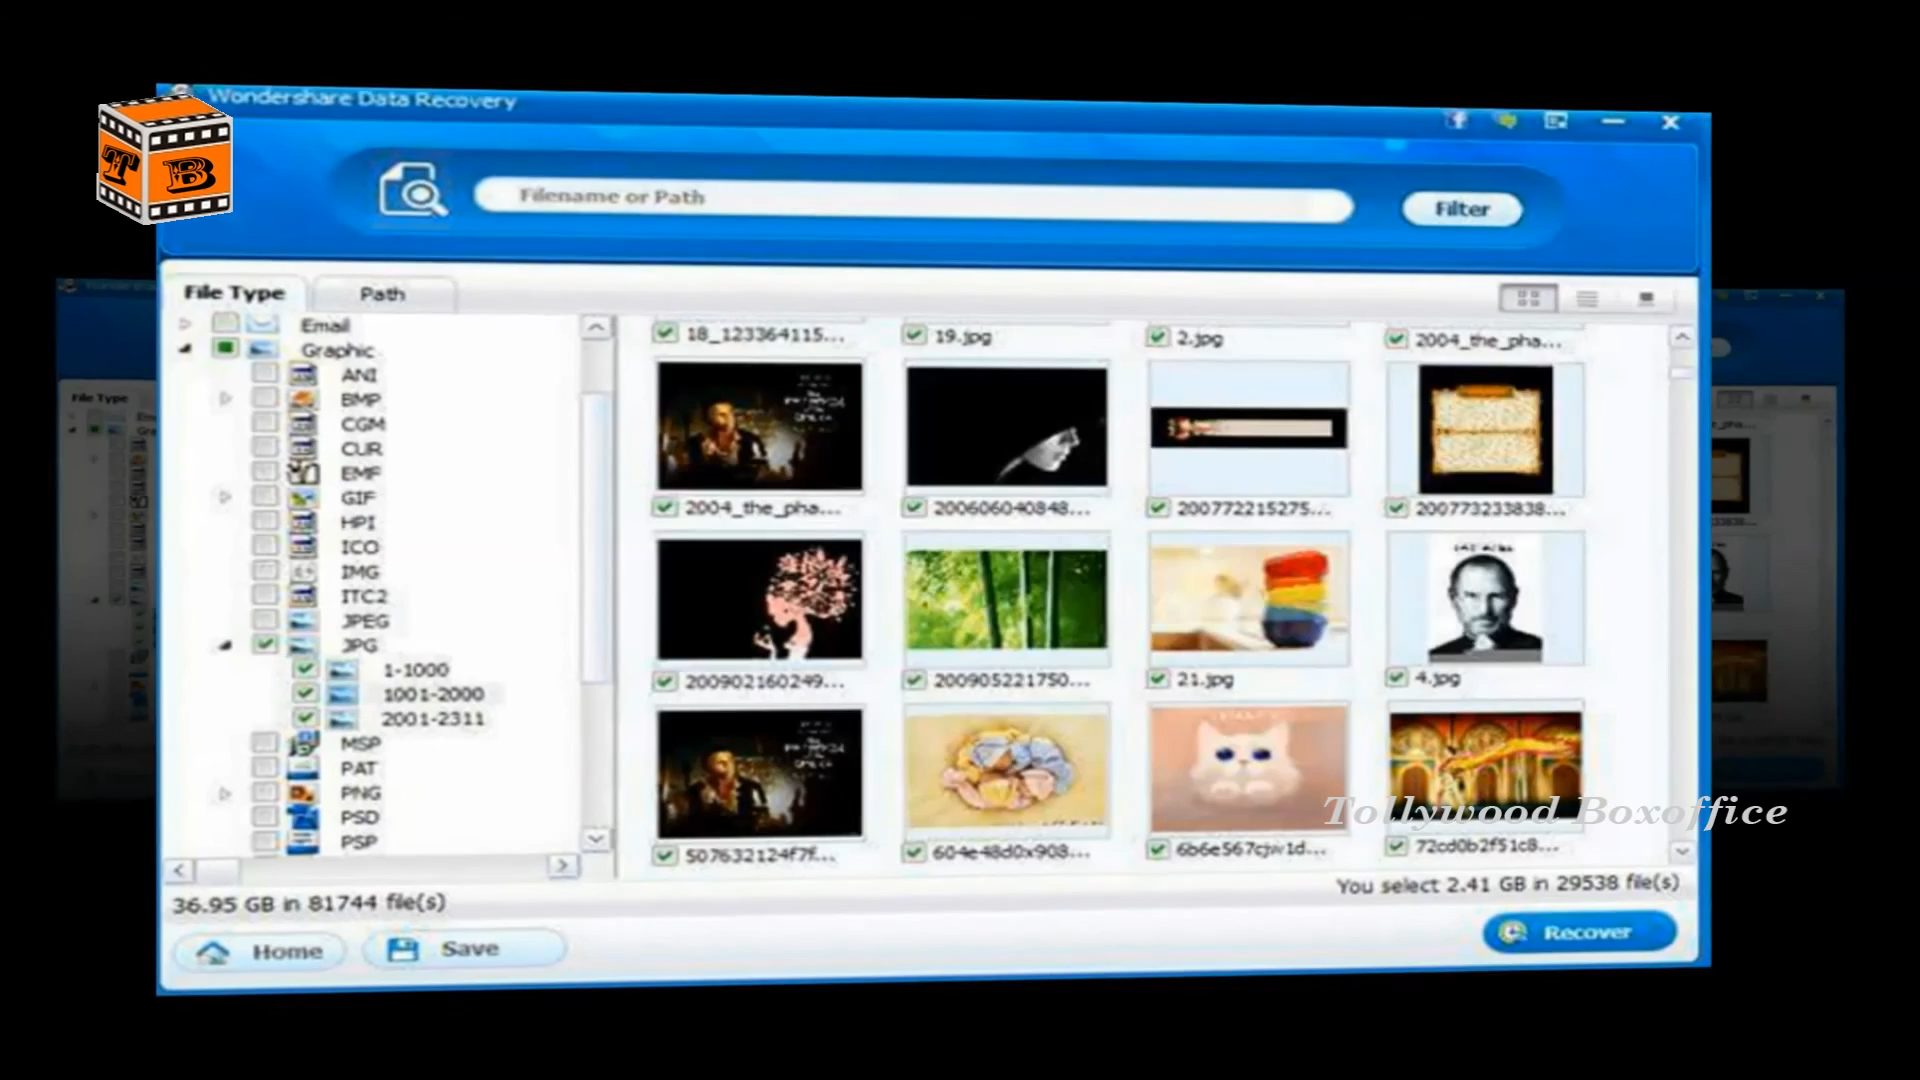 Wondershare Data Recovery
T B
Filename or Path
Filter
File Type
Path
Email
Graphic
ANI
BMP
CGM
CUR
EMF
GIF
HPI
ICO
IMG
ITC2
JPEG
JPG
1-1000
1001-2000
2001-2311
MSP
PAT
PNG
PSD
PSP
18_123364115...
19.jpg
2.jpg
2004_the_pha...
2004_the_pha...
200606040848...
200772215275...
200773233838...
200902160249...
200905221750...
21.jpg
4.jpg
507632124f7f...
604e48d0x908...
6b6e567cjw1d...
72cd0b2f51c8...
Tollywood Boxoffice
36.95 GB in 81744 file(s)
You select 2.41 GB in 29538 file(s)
Home
Save
Recover
File Type